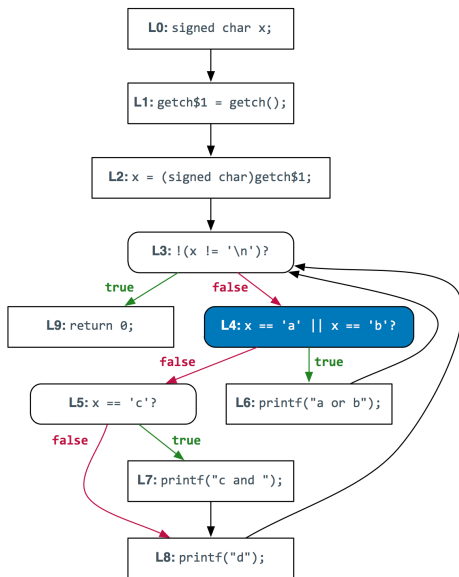 L0: signed char x;
L1: getch$1 = getch();
L2: x = (signed char)getch$1;
L3: !(x != '\n')?
true
false
L9: return 0;
L4: x == 'a' || x == 'b'?
false
true
L5: x == 'c'?
L6: printf("a or b");
false
true
L7: printf("c and ");
L8: printf("d");